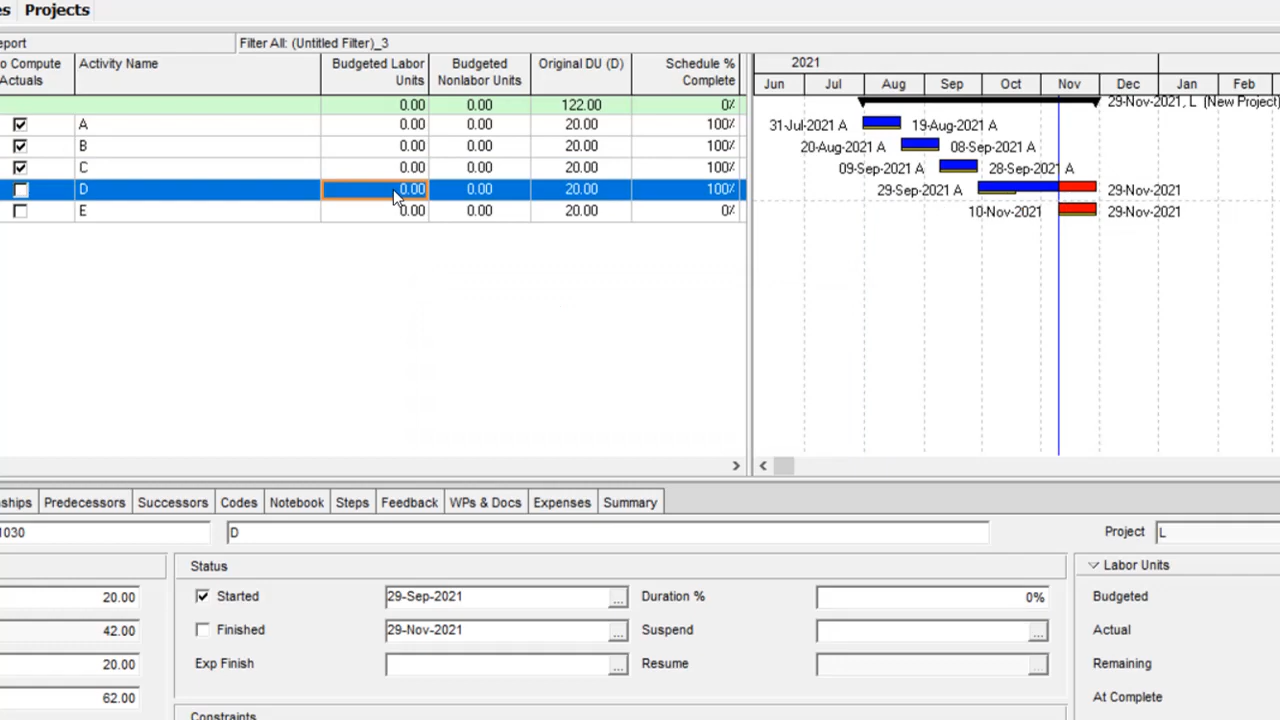 es Projects
eport Filter All: (Untitled Filter)_3
o Compute Actuals Activity Name Budgeted Labor Units Budgeted Nonlabor Units Original DU (D) Schedule % Complete
2021
Jun Jul Aug Sep Oct Nov Dec Jan Feb
0.00 0.00 122.00 0% 29-Nov-2021, L (New Project)
A 0.00 0.00 20.00 100% 31-Jul-2021 A 19-Aug-2021 A
B 0.00 0.00 20.00 100% 20-Aug-2021 A 08-Sep-2021 A
C 0.00 0.00 20.00 100% 09-Sep-2021 A 28-Sep-2021 A
D 0.00 0.00 20.00 100% 29-Sep-2021 A 29-Nov-2021
E 0.00 0.00 20.00 0% 10-Nov-2021 29-Nov-2021
ships Predecessors Successors Codes Notebook Steps Feedback WPs & Docs Expenses Summary
1030 D Project L
Status Labor Units
20.00 Started 29-Sep-2021 ... Duration % 0% Budgeted
42.00 Finished 29-Nov-2021 ... Suspend ... Actual
20.00 Exp Finish ... Resume ... Remaining
62.00 At Complete
Constraints